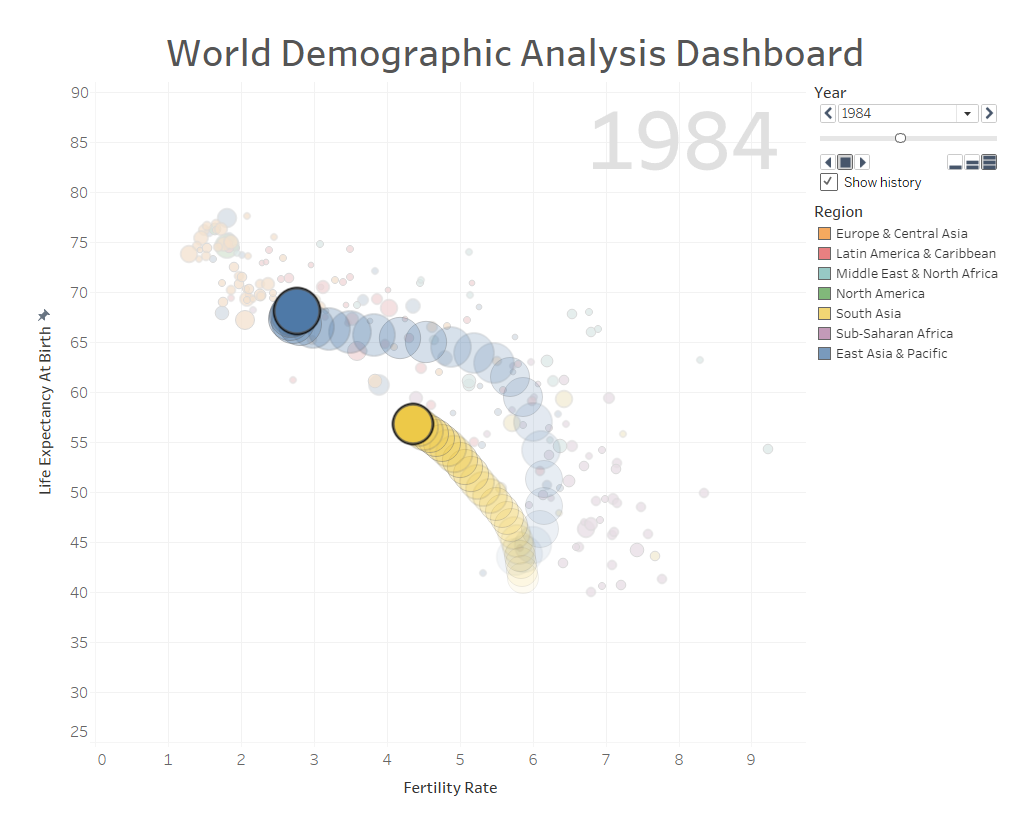 World Demographic Analysis Dashboard
90
85
80
75
70
65
60
55
50
45
40
35
30
25
Life Expectancy At Birth
1984
0 1 2 3 4 5 6 7 8 9
Fertility Rate
Year
1984
Show history
Region
Europe & Central Asia
Latin America & Caribbean
Middle East & North Africa
North America
South Asia
Sub-Saharan Africa
East Asia & Pacific